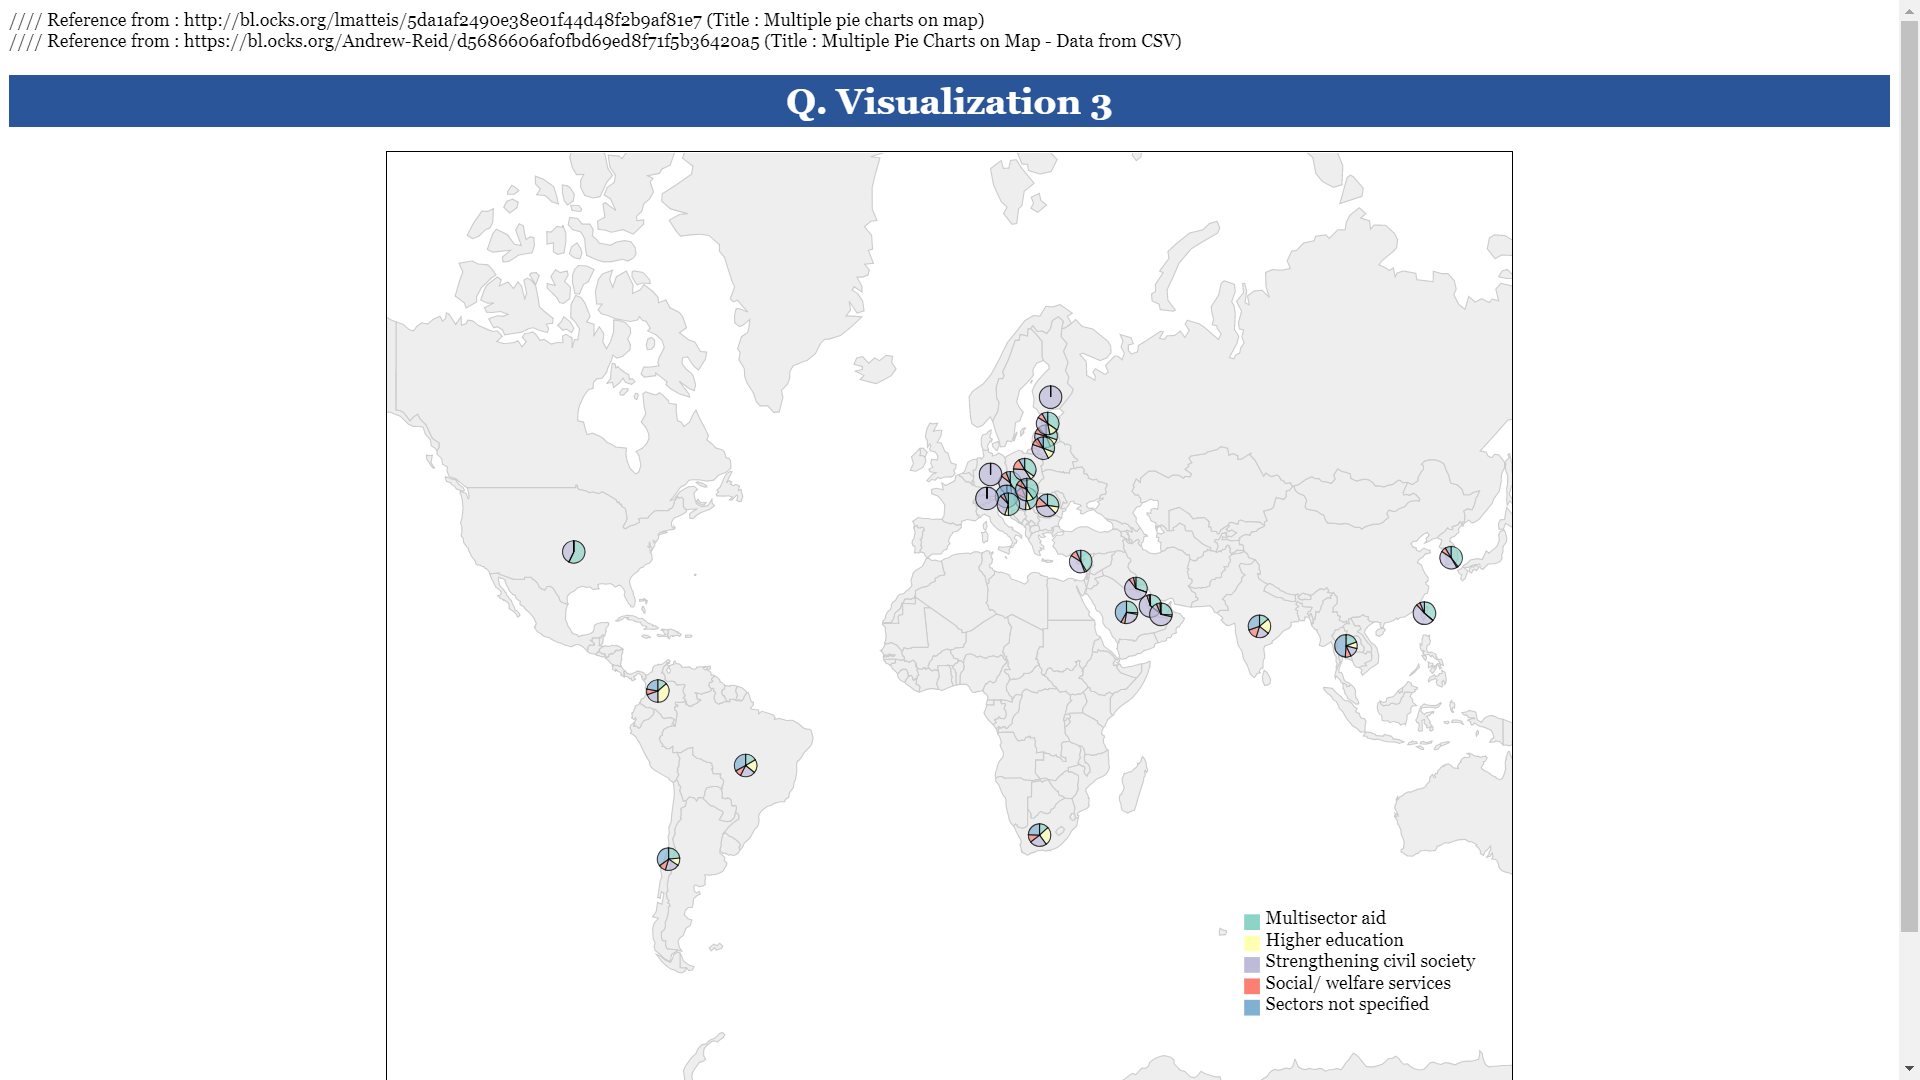 //// Reference from : http://bl.ocks.org/lmatteis/5da1af2490e38e01f44d48f2b9af81e7 (Title : Multiple pie charts on map)
//// Reference from : https://bl.ocks.org/Andrew-Reid/d5686606af0fbd69ed8f71f5b36420a5 (Title : Multiple Pie Charts on Map - Data from CSV)
Q. Visualization 3
Multisector aid
Higher education
Strengthening civil society
Social/ welfare services
Sectors not specified